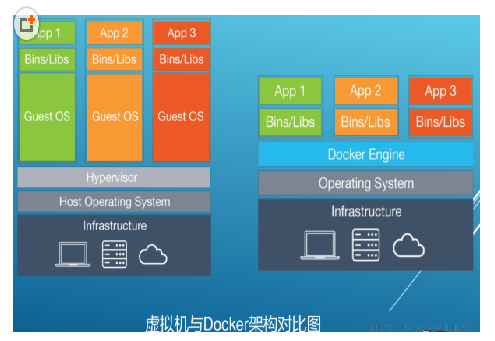 App 1 App 2 App 3
Bins/Libs Bins/Libs Bins/Libs
Guest OS Guest OS Guest OS
Hypervisor
Host Operating System
Infrastructure
App 1 App 2 App 3
Bins/Libs Bins/Libs Bins/Libs
Docker Engine
Operating System
Infrastructure
虚拟机与Docker架构对比图